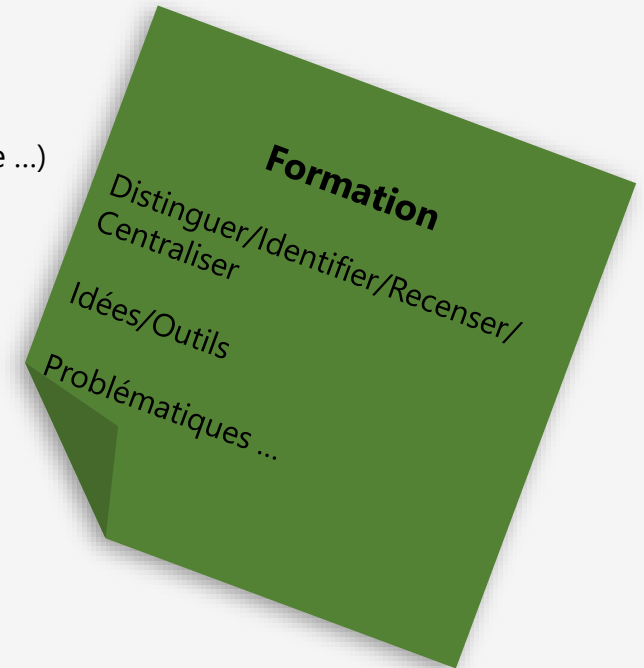 e ...)
Formation
Distinguer/Identifier/Recenser/
Centraliser
Idées/Outils
Problématiques ...